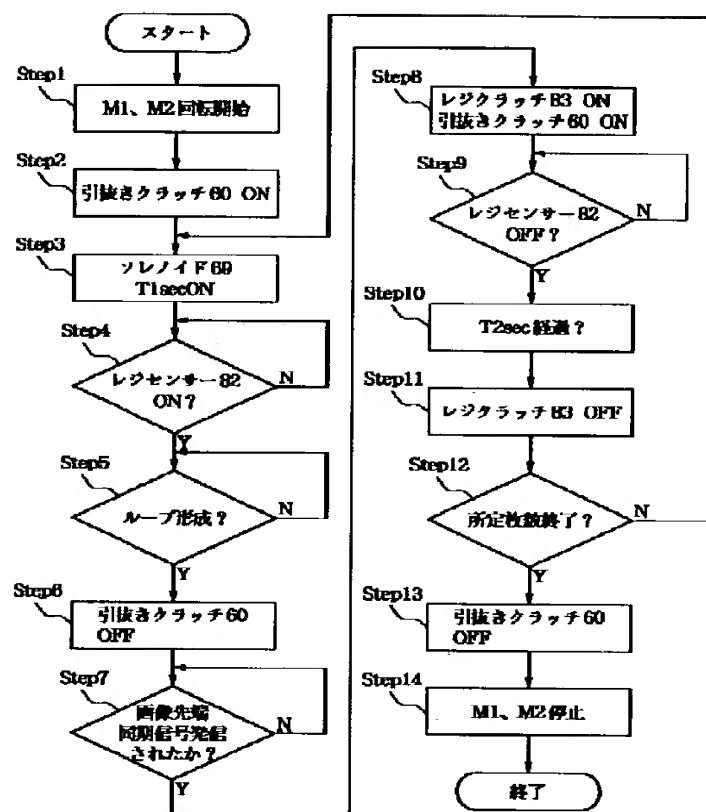 スタート
Step1
M1、M2回転開始
Step2
引抜きクラッチ60 ON
Step3
ソレノイド69
T1secON
Step4
レジセンサー82
ON？
N
Y
Step5
ループ形成？
N
Y
Step6
引抜きクラッチ60
OFF
Step7
画像先端
同期信号発信
されたか？
N
Y
Step8
レジクラッチ83 ON
引抜きクラッチ60 ON
Step9
レジセンサー82
OFF？
N
Y
Step10
T2sec経過？
Step11
レジクラッチ83 OFF
Step12
所定枚数終了？
N
Y
Step13
引抜きクラッチ60
OFF
Step14
M1、M2停止
終了